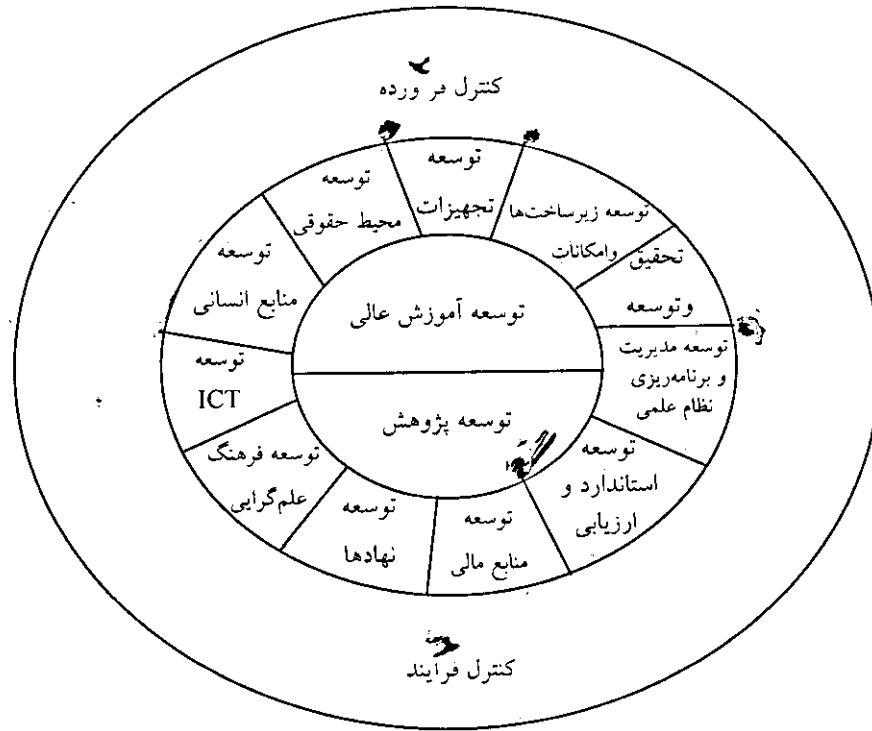 کنترل فر ورده
توسعه
تجهیزات
توسعه زیرساخت‌ها
وامکانات
تحقیق
وتوسعه
توسعه مدیریت
و برنامه‌ریزی
نظام علمی
توسعه
استاندارد و
ارزیابی
توسعه
منابع مالی
توسعه
نهادها
توسعه فرهنگ
علم‌گرایی
توسعه
ICT
توسعه
منابع انسانی
توسعه
محیط حقوقی
توسعه آموزش عالی
توسعه پژوهش
کنترل فرایند